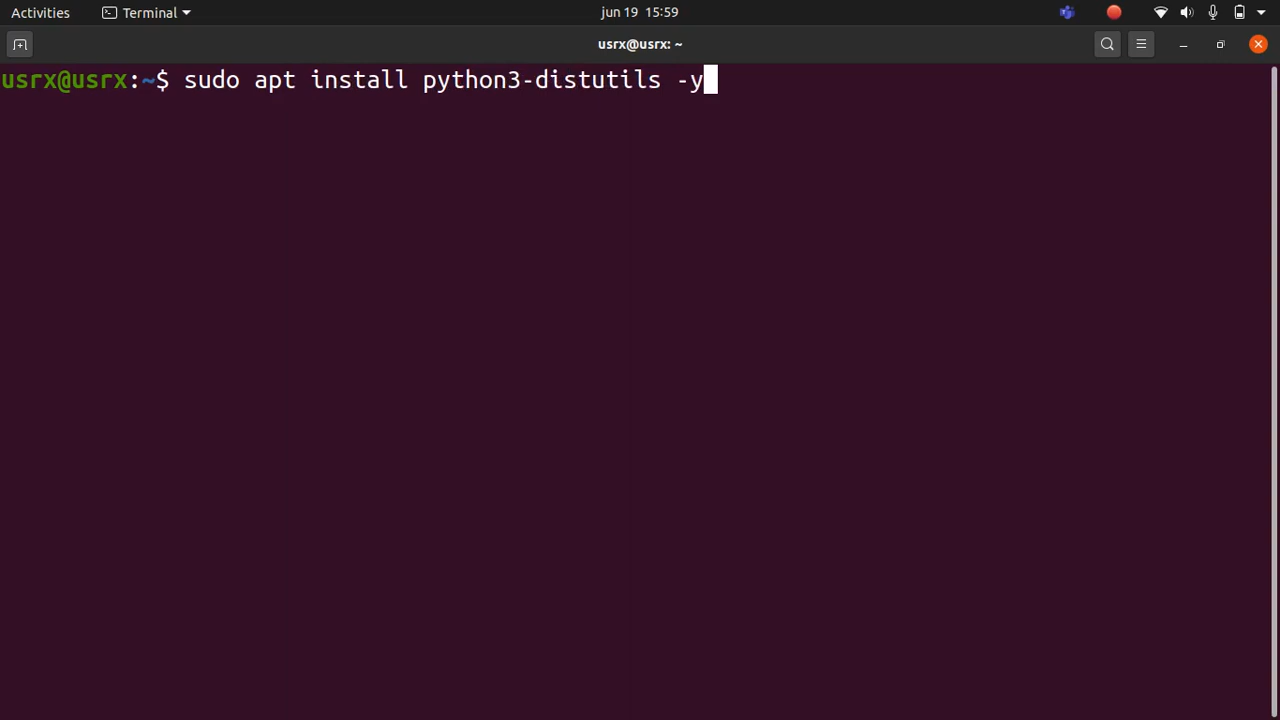 Activities Terminal jun 19 15:59
usrx@usrx: ~
usrx@usrx:~$ sudo apt install python3-distutils -y